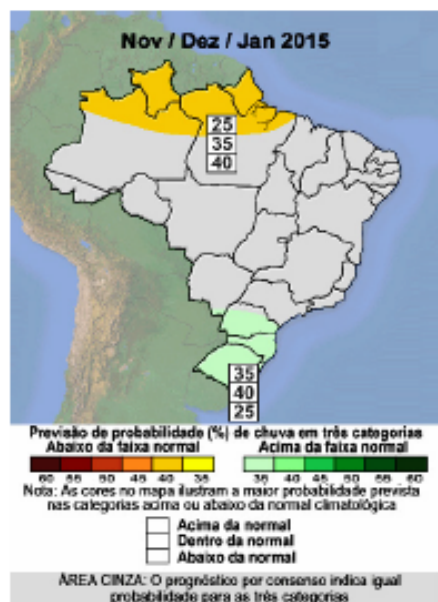 Nov / Dez / Jan 2015
25
35
40
35
40
25
Previsão de probabilidade (%) de chuva em três categorias
Abaixo da faixa normal Acima da faixa normal
60 55 50 45 40 35 35 40 45 50 55 60
Nota: As cores no mapa ilustram a maior probabilidade prevista
nas categorias acima ou abaixo da normal climatológica
Acima da normal
Dentro da normal
Abaixo da normal
ÁREA CINZA: O prognóstico por consenso indica igual
probabilidade para as três categorias